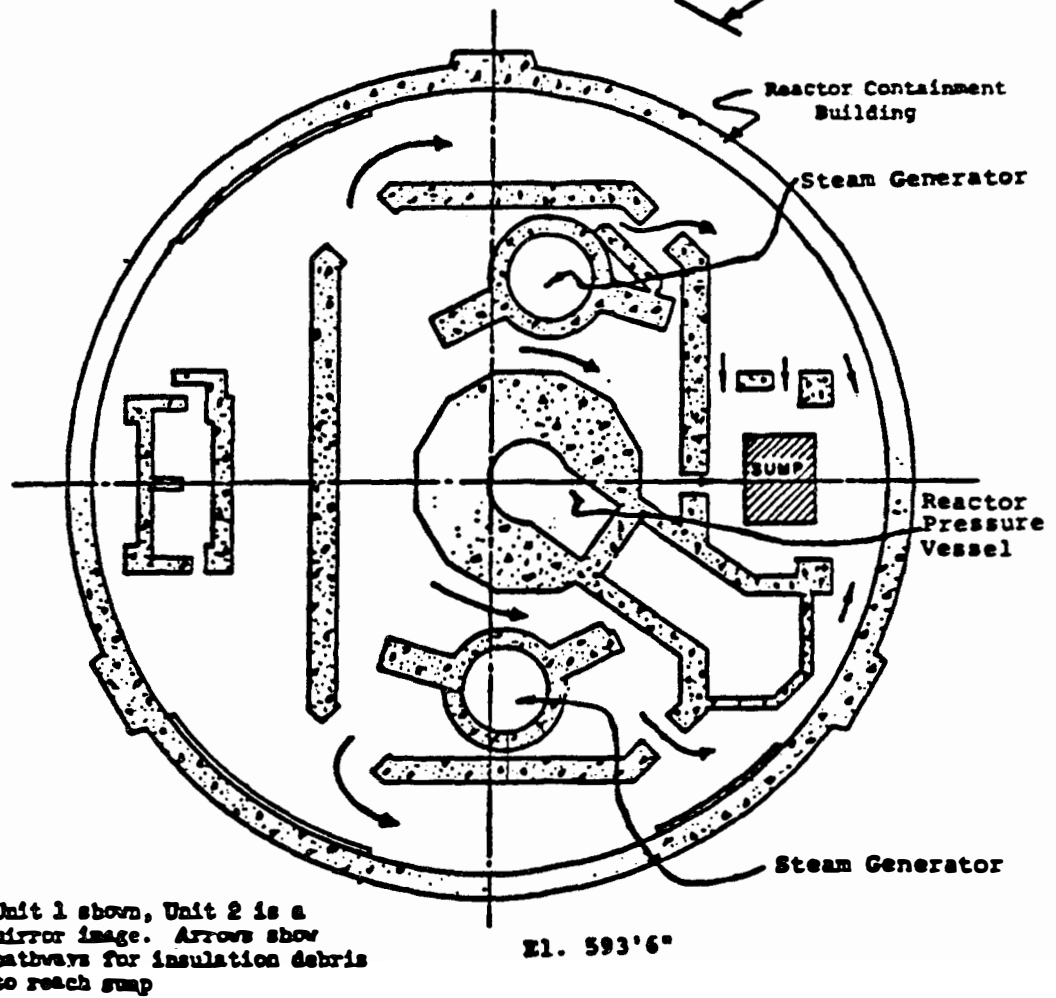 Reactor Containment
Building
Steam Generator
SUMP
Reactor
Pressure
Vessel
Steam Generator
Unit 1 shown, Unit 2 is a
mirror image. Arrows show
pathways for insulation debris
to reach sump
El. 593'6"